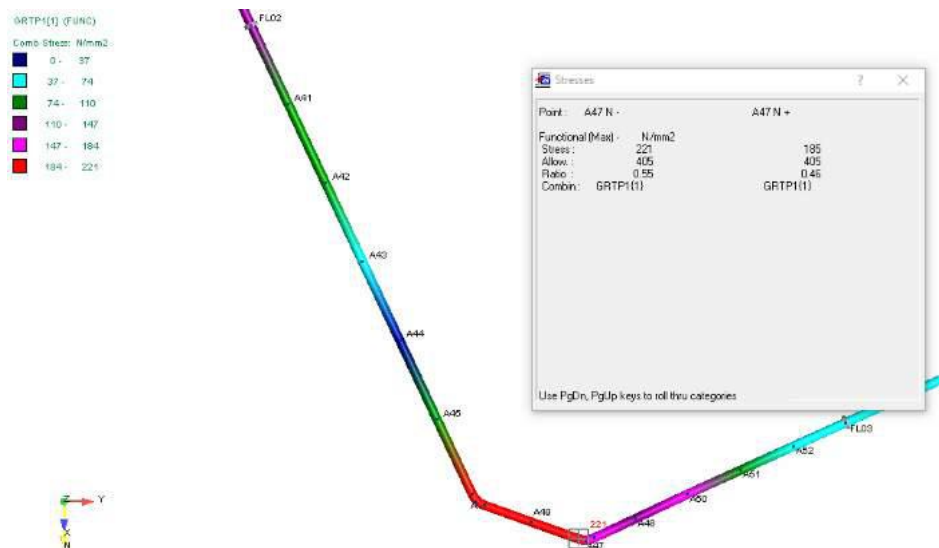 GRTP1[1] (FUNC)
Comb Stress: N/mm2
0 - 37
37 - 74
74 - 110
110 - 147
147 - 184
184 - 221
FL02
A41
A42
A43
A44
A45
A49
221
A48
A50
A51
A52
FL03
Z
Y
X
N
Stresses
?
Point: A47 N - A47 N +
Functional (Max) - N/mm2
Stress: 221 185
Allow.: 405 405
Ratio: 0.55 0.46
Combin: GRTP1{1} GRTP1{1}
Use PgDn, PgUp keys to roll thru categories